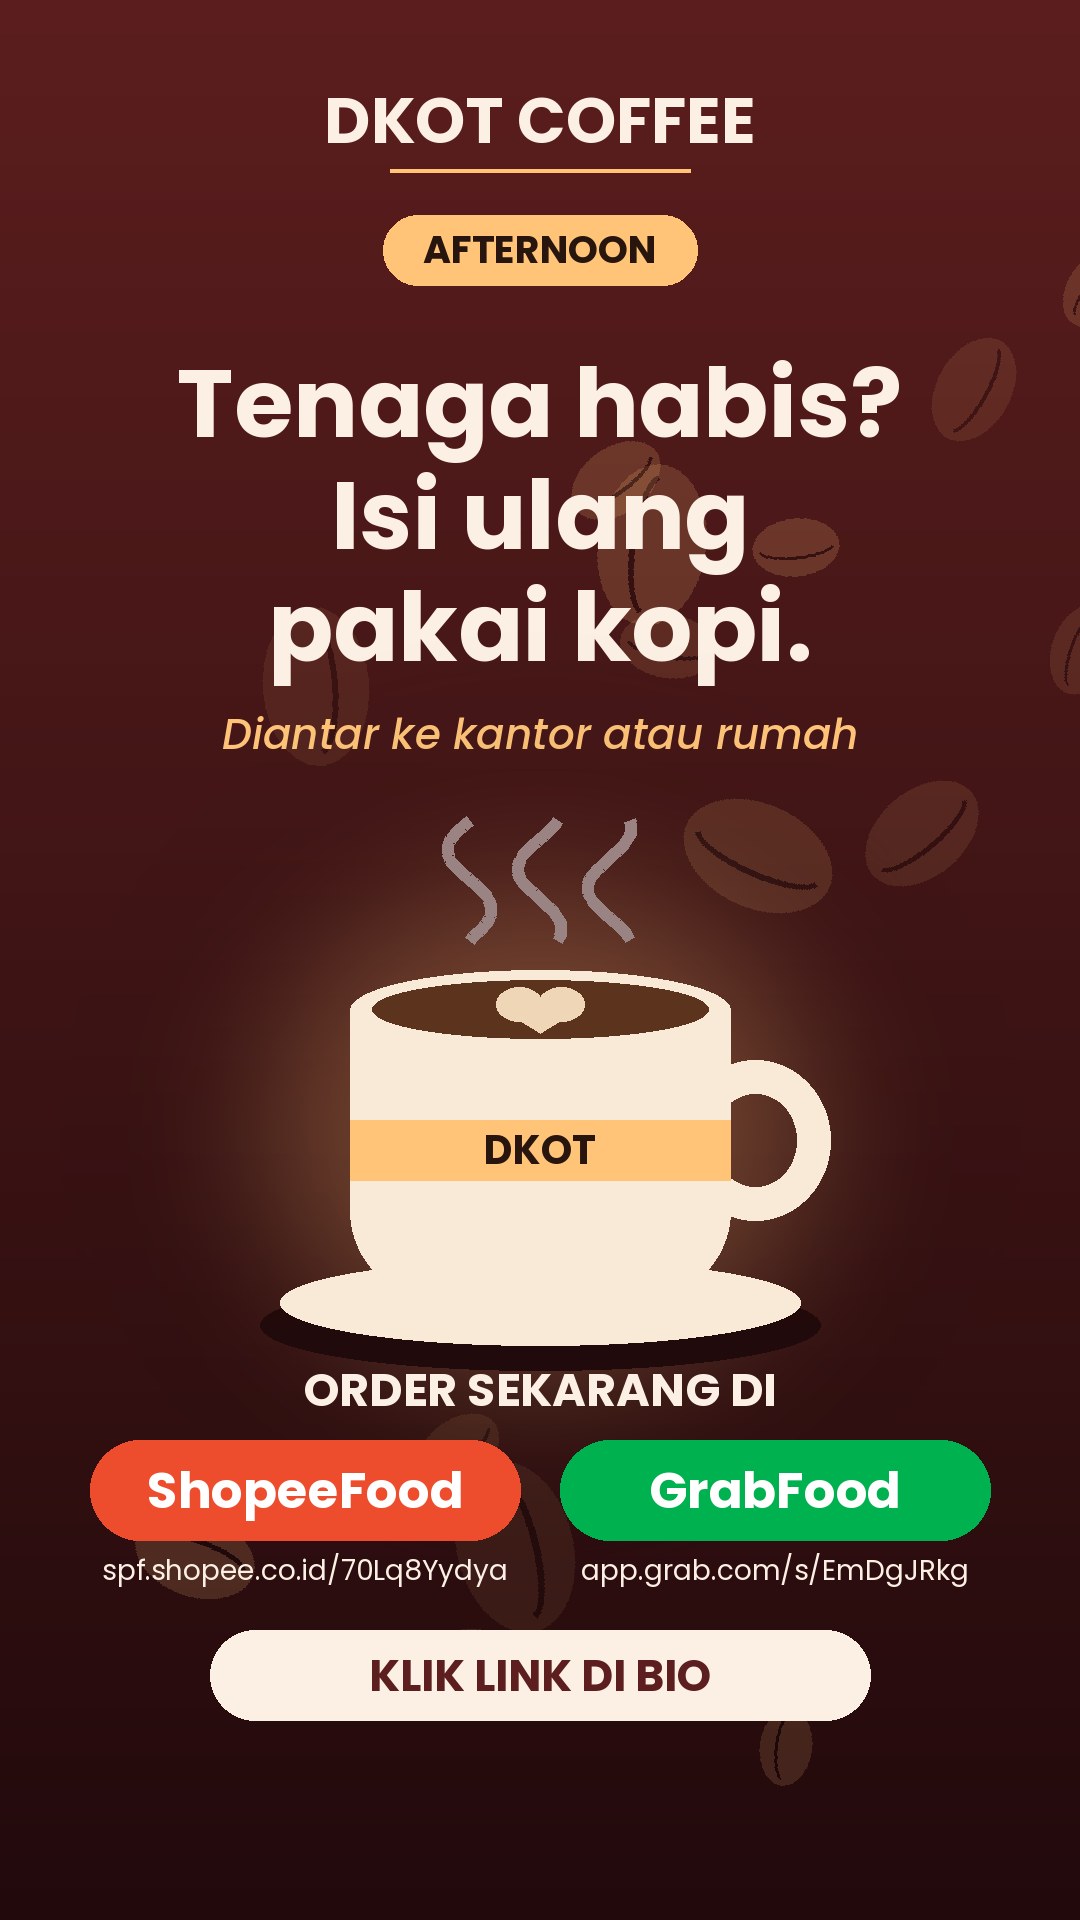 DKOT COFFEE
AFTERNOON
Tenaga habis?
Isi ulang
pakai kopi.
Diantar ke kantor atau rumah
DKOT
ORDER SEKARANG DI
ShopeeFood
GrabFood
spf.shopee.co.id/70Lq8Yydya
app.grab.com/s/EmDgJRkg
KLIK LINK DI BIO